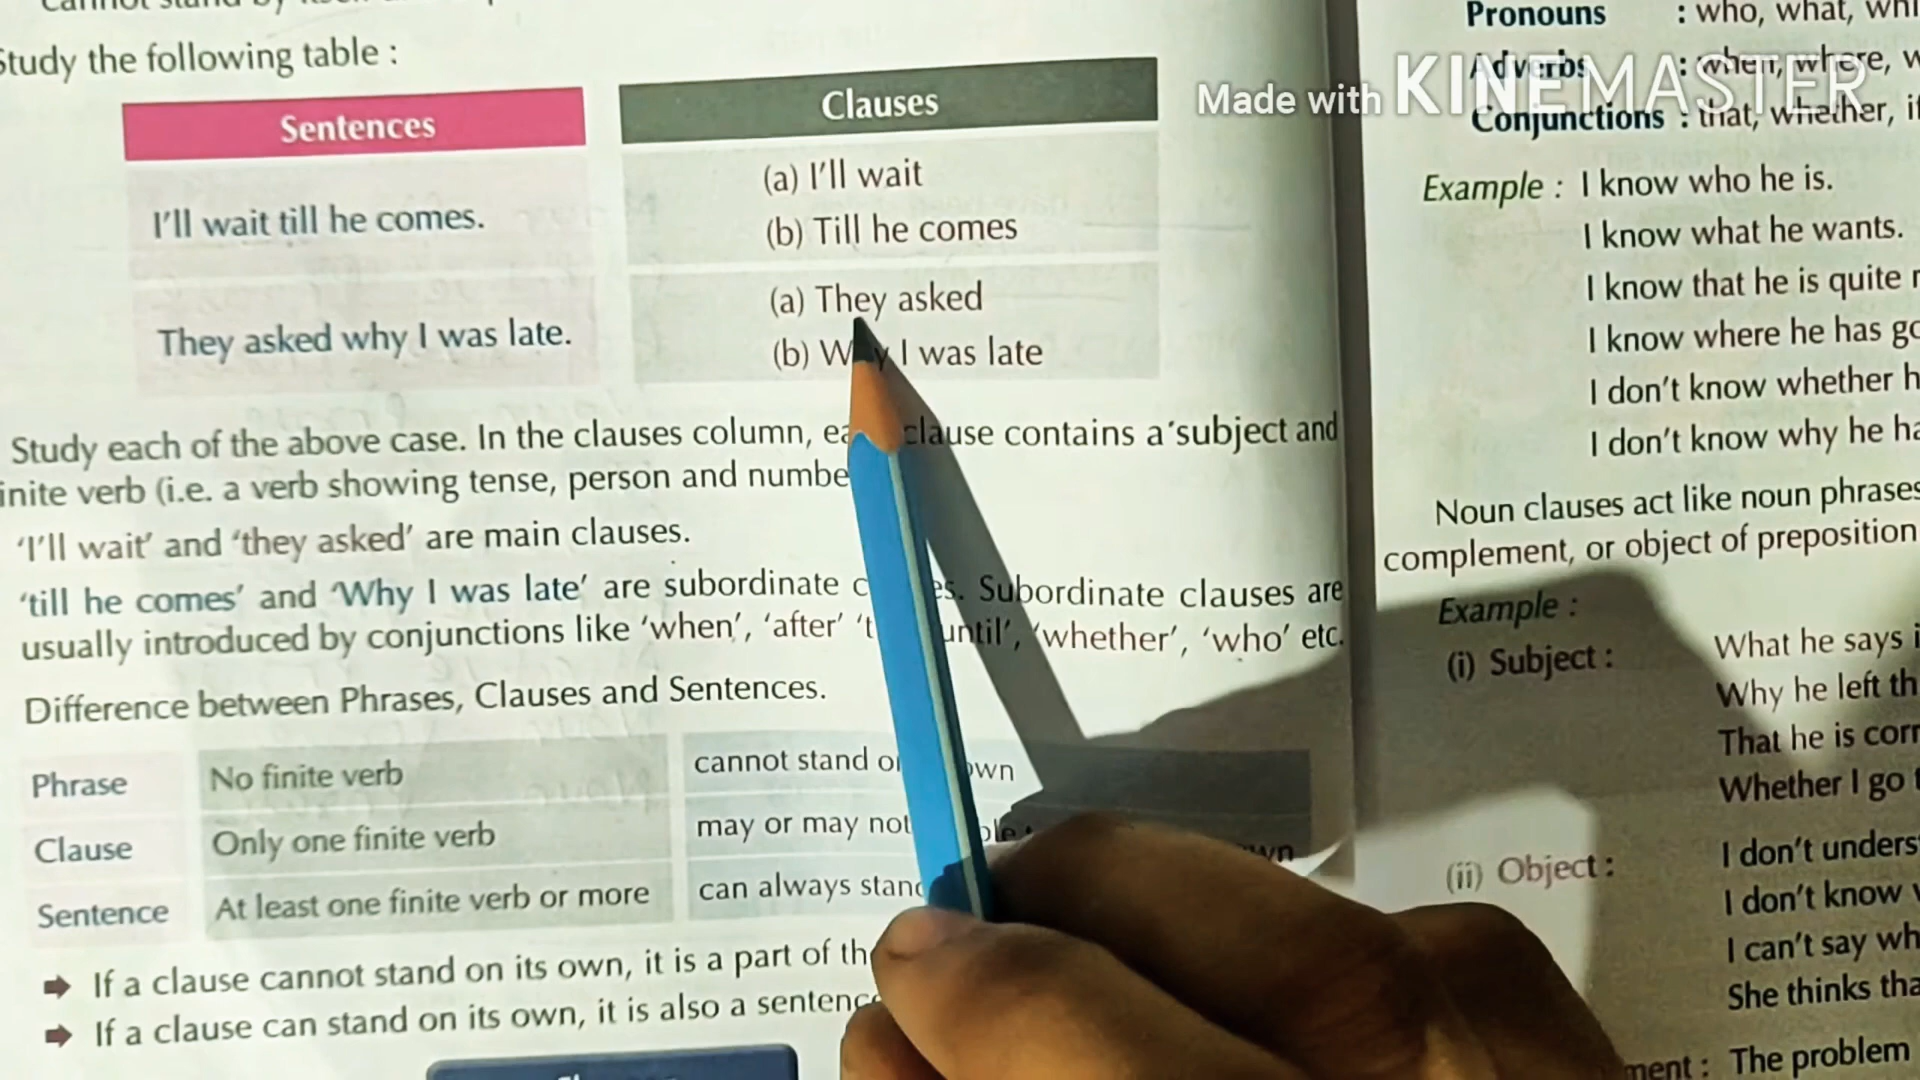 Study the following table :
Sentences
Clauses
I'll wait till he comes.
(a) I'll wait
(b) Till he comes
They asked why I was late.
(a) They asked
(b) Why I was late
Study each of the above case. In the clauses column, clause contains a subject and
finite verb (i.e. a verb showing tense, person and
'I'll wait' and 'they asked' are main clauses.
'till he comes' and 'Why I was late' are subordinate Subordinate clauses are
usually introduced by conjunctions like 'when', 'after' until', 'whether', 'who' etc.
Difference between Phrases, Clauses and Sentences.
Phrase No finite verb cannot stand own
Clause Only one finite verb may or may not
Sentence At least one finite verb or more can always
➡ If a clause cannot stand on its own, it is a part of
➡ If a clause can stand on its own, it is also a
Pronouns : who, what,
Adverbs : when, where,
Conjunctions : that, whether,
Made with KINEMASTER
Example : I know who he is.
I know what he wants.
I know that he is quite
I know where he has
I don't know whether
I don't know why he
Noun clauses act like noun phrases
complement, or object of preposition
Example :
(i) Subject : What he says
Why he left
That he is
Whether I go
(ii) Object : I don't
I don't know
I can't say
She thinks
: The problem